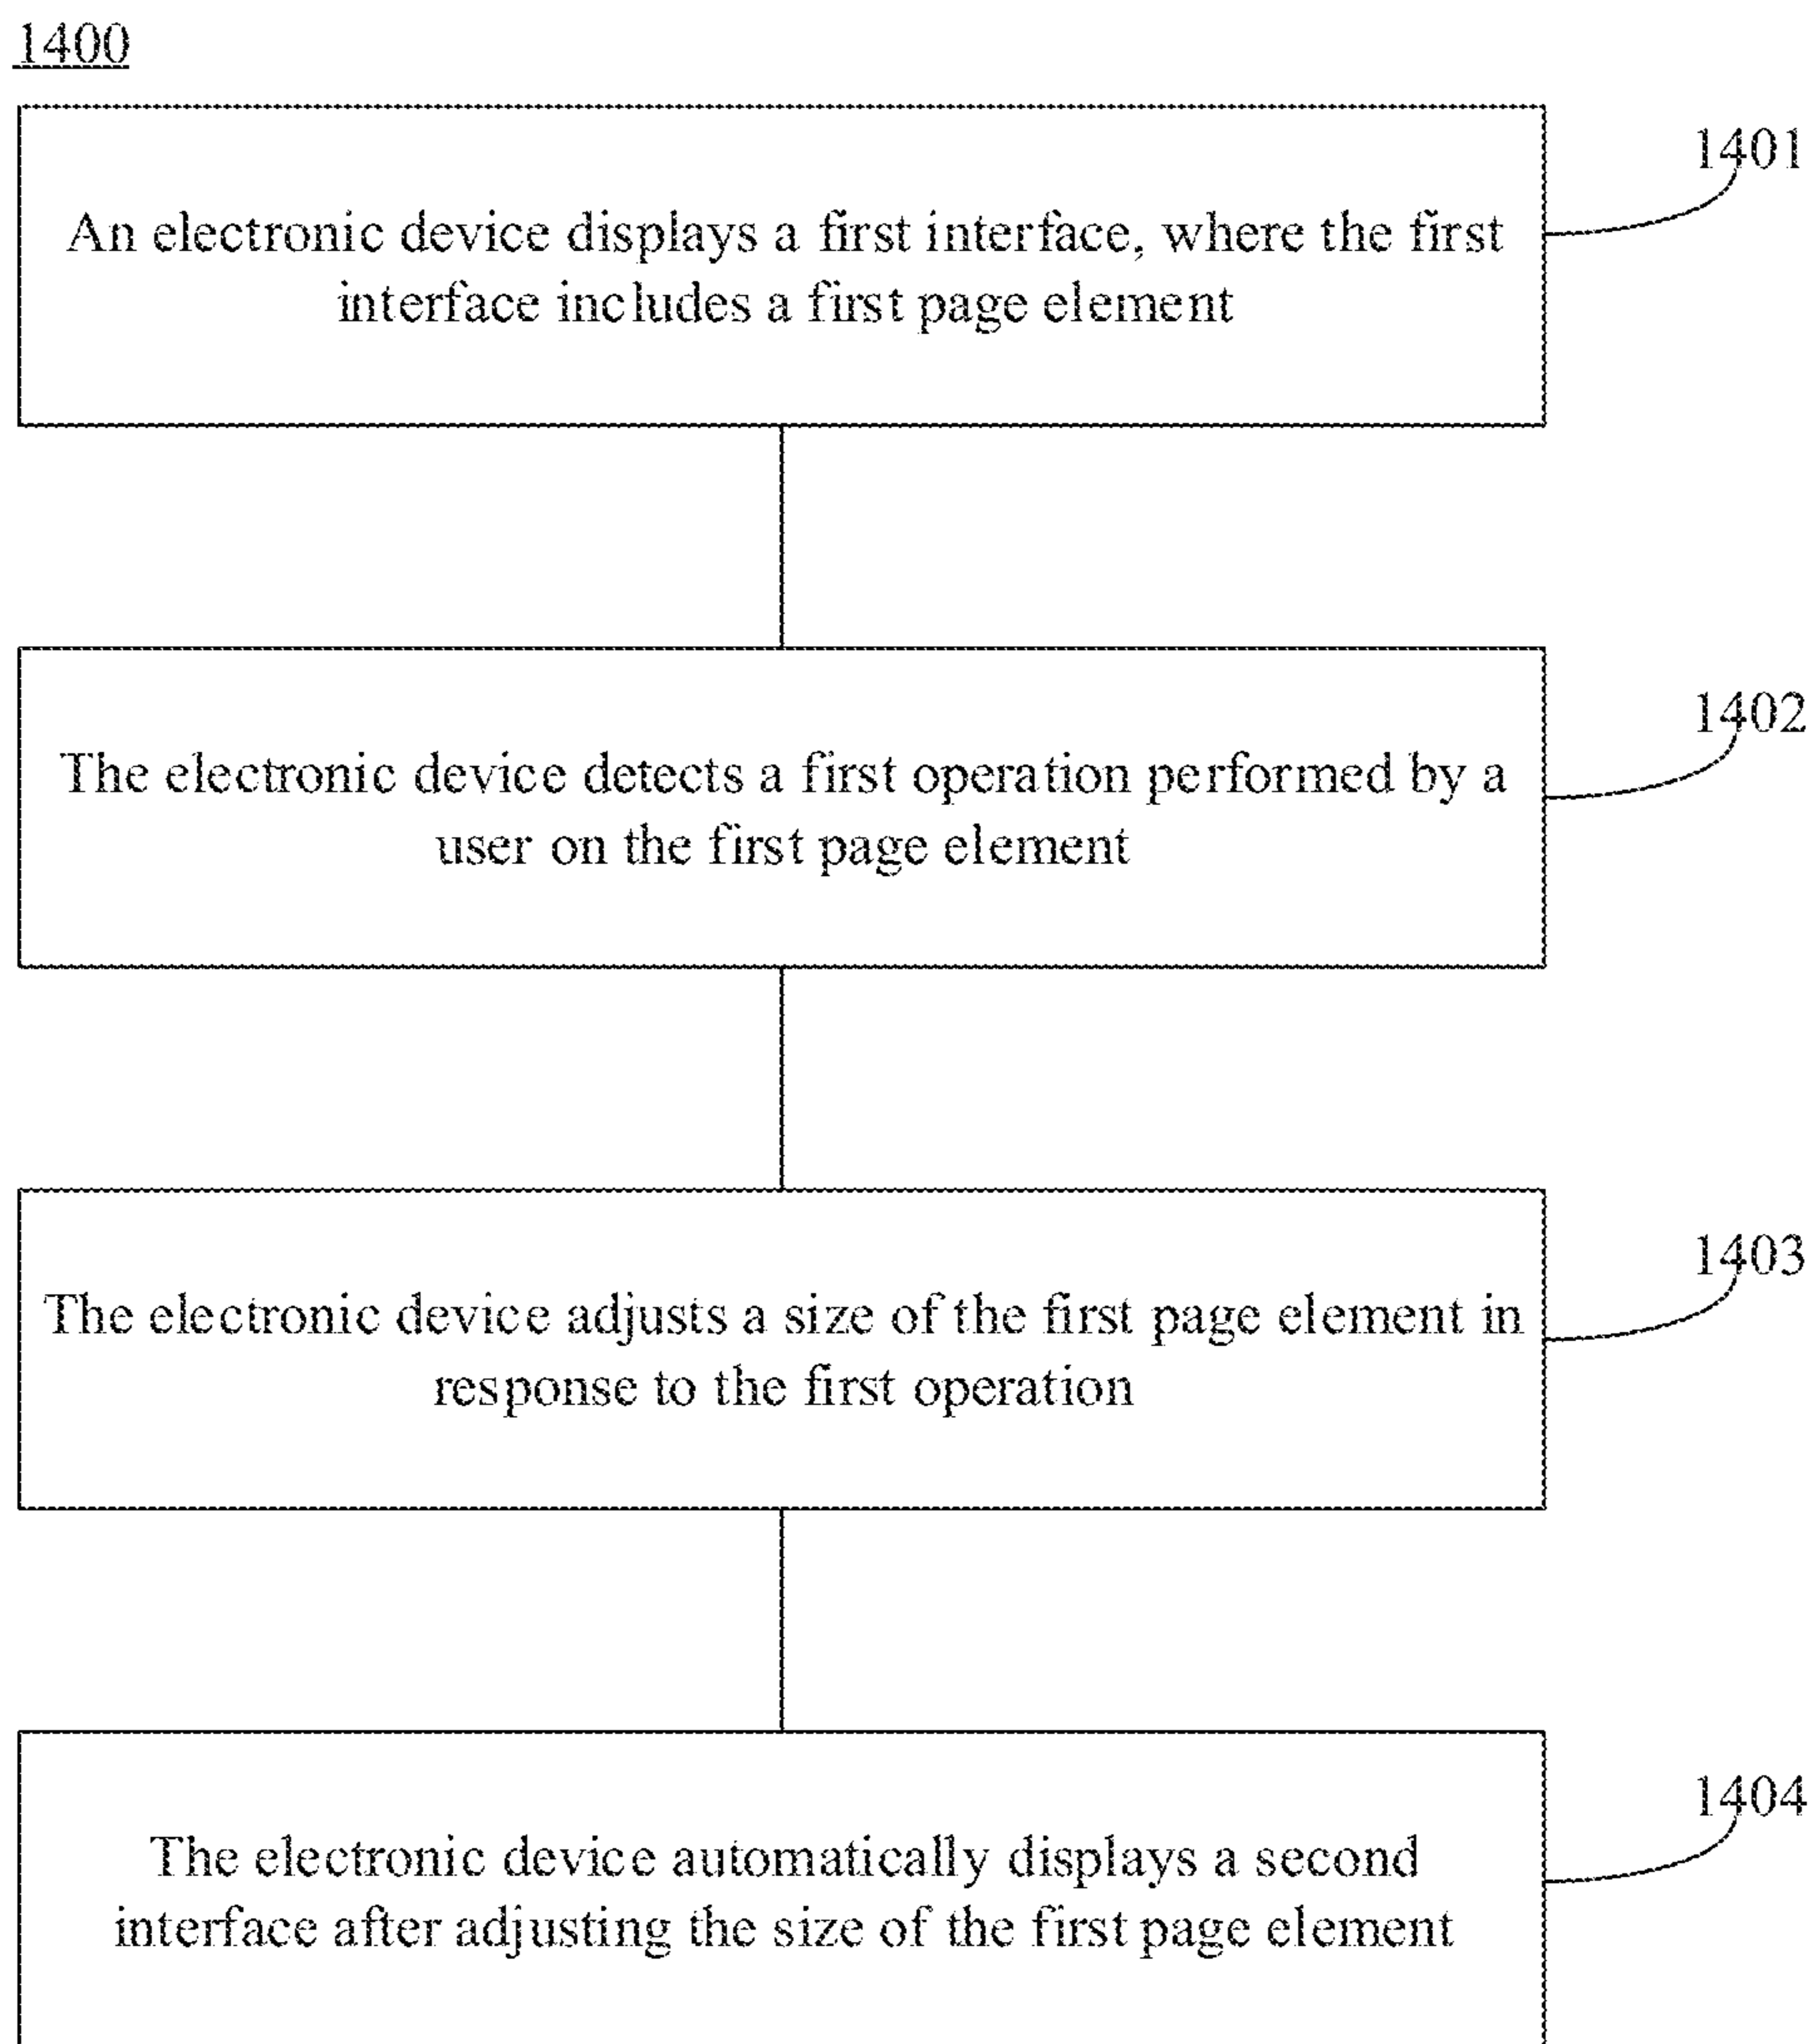 1400
1401
An electronic device displays a first interface, where the first
interface includes a first page element
1402
The electronic device detects a first operation performed by a
user on the first page element
1403
The electronic device adjusts a size of the first page element in
response to the first operation
1404
The electronic device automatically displays a second
interface after adjusting the size of the first page element